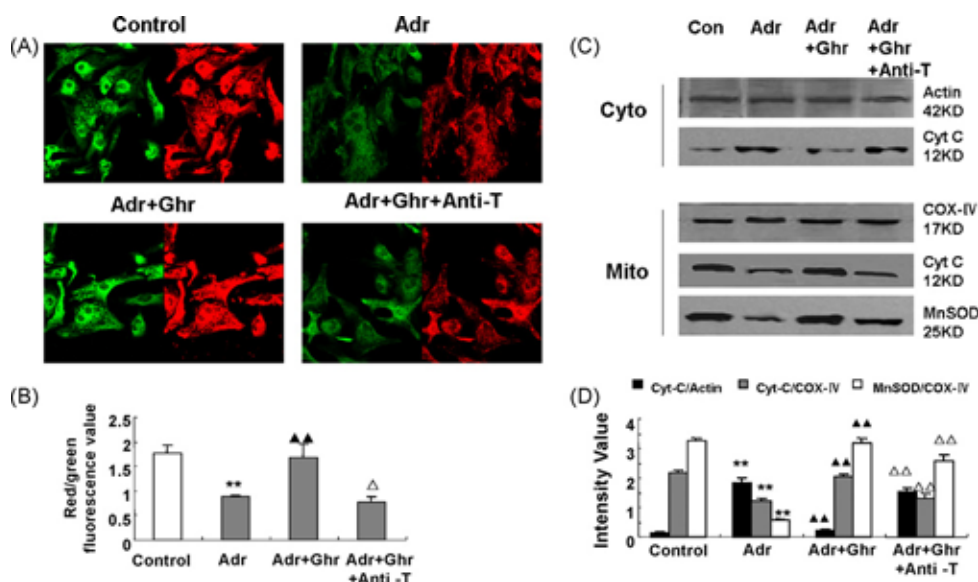 (A)
Control
Adr
Adr+Ghr
Adr+Ghr+Anti-T
(B)
Red/green
fluorescence value
2.5
2
1.5
1
0.5
0
**
▲▲
△
Control
Adr
Adr+Ghr
Adr+Ghr
+Anti -T
(C)
Con
Adr
Adr
+Ghr
Adr
+Ghr
+Anti-T
Cyto
Actin
42KD
Cyt C
12KD
Mito
COX-IV
17KD
Cyt C
12KD
MnSOD
25KD
(D)
Cyt-C/Actin
Cyt-C/COX-IV
MnSOD/COX-IV
Intensity Value
4
3
2
1
0
**
**
**
▲▲
▲▲
▲▲
△△
△△
△△
Control
Adr
Adr+Ghr
Adr+Ghr
+Anti -T